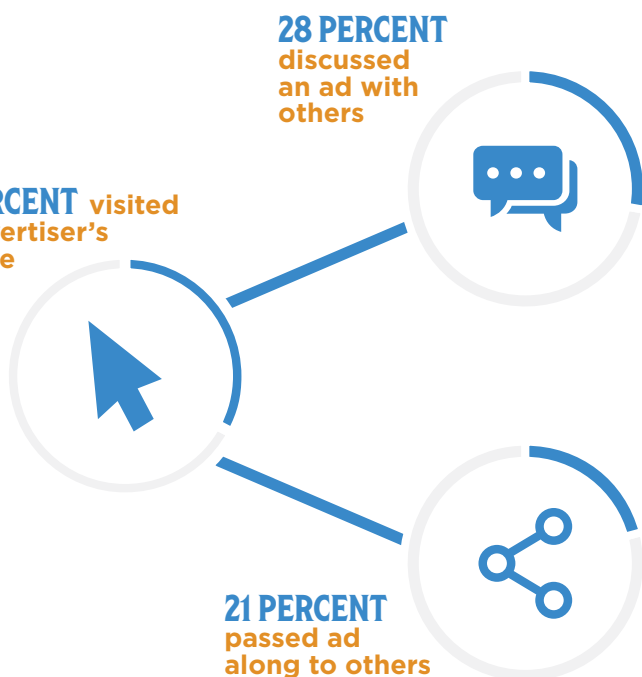 28 PERCENT
discussed
an ad with
others
visited
21 PERCENT
passed ad
along to others